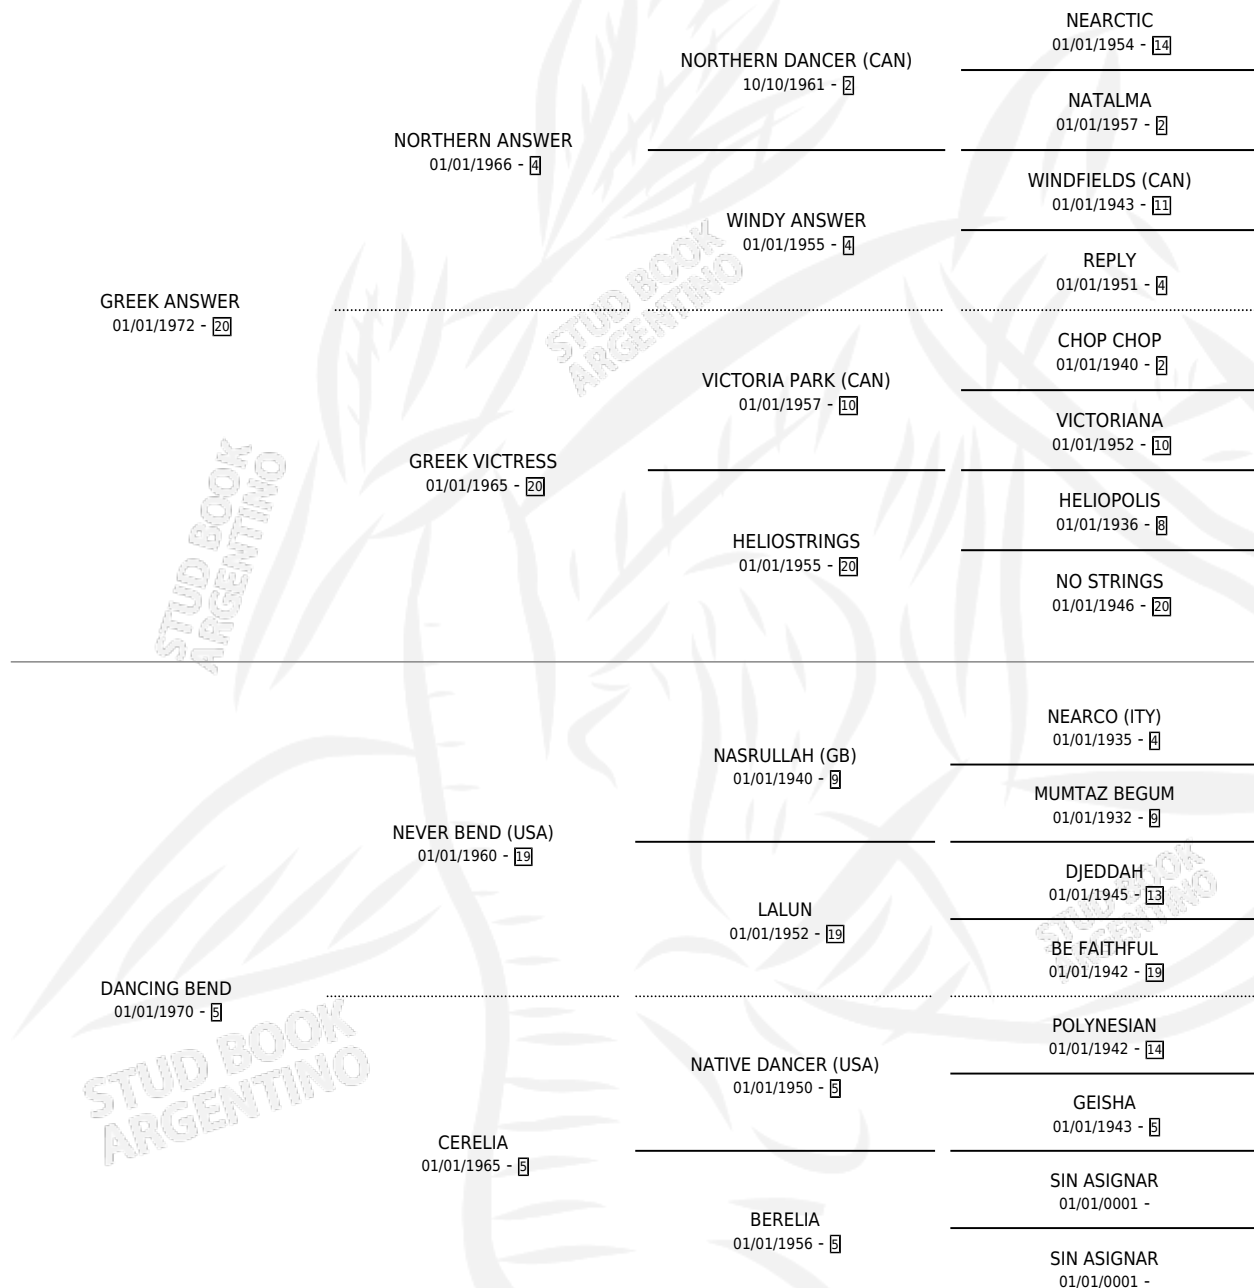 NEARCTIC
01/01/1954 - 14
NORTHERN DANCER (CAN)
10/10/1961 - 2
NATALMA
01/01/1957 - 2
NORTHERN ANSWER
01/01/1966 - 4
WINDFIELDS (CAN)
01/01/1943 - 11
WINDY ANSWER
01/01/1955 - 4
REPLY
01/01/1951 - 4
GREEK ANSWER
01/01/1972 - 20
CHOP CHOP
01/01/1940 - 2
VICTORIA PARK (CAN)
01/01/1957 - 10
VICTORIANA
01/01/1952 - 10
GREEK VICTRESS
01/01/1965 - 20
HELIOPOLIS
01/01/1936 - 8
HELIOSTRINGS
01/01/1955 - 20
NO STRINGS
01/01/1946 - 20
NEARCO (ITY)
01/01/1935 - 4
NASRULLAH (GB)
01/01/1940 - 9
MUMTAZ BEGUM
01/01/1932 - 9
NEVER BEND (USA)
01/01/1960 - 19
DJEDDAH
01/01/1945 - 13
LALUN
01/01/1952 - 19
BE FAITHFUL
01/01/1942 - 19
DANCING BEND
01/01/1970 - 5
POLYNESIAN
01/01/1942 - 14
NATIVE DANCER (USA)
01/01/1950 - 5
GEISHA
01/01/1943 - 5
CERELIA
01/01/1965 - 5
SIN ASIGNAR
01/01/0001 -
BERELIA
01/01/1956 - 5
SIN ASIGNAR
01/01/0001 -
STUD BOOK
ARGENTINO
STUD BOOK
ARGENTINO
STUD BOOK
ARGENTINO
STUD BOOK
ARGENTINO